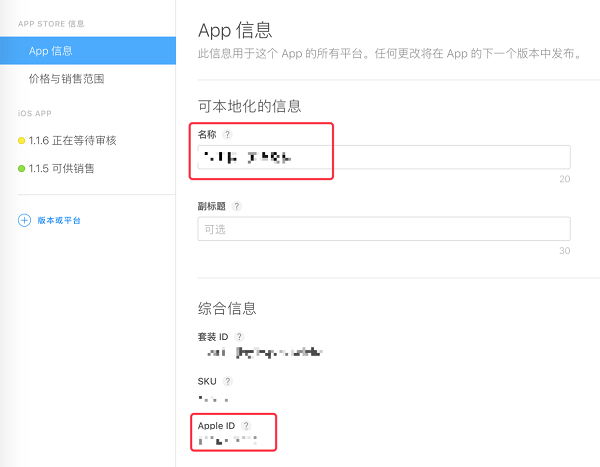 APP STORE 信息
App 信息
价格与销售范围
iOS APP
1.1.6 正在等待审核
1.1.5 可供销售
版本或平台
App 信息
此信息用于这个 App 的所有平台。任何更改将在 App 的下一个版本中发布。
可本地化的信息
名称 ?
20
副标题 ?
可选
30
综合信息
套装 ID ?
SKU ?
Apple ID ?